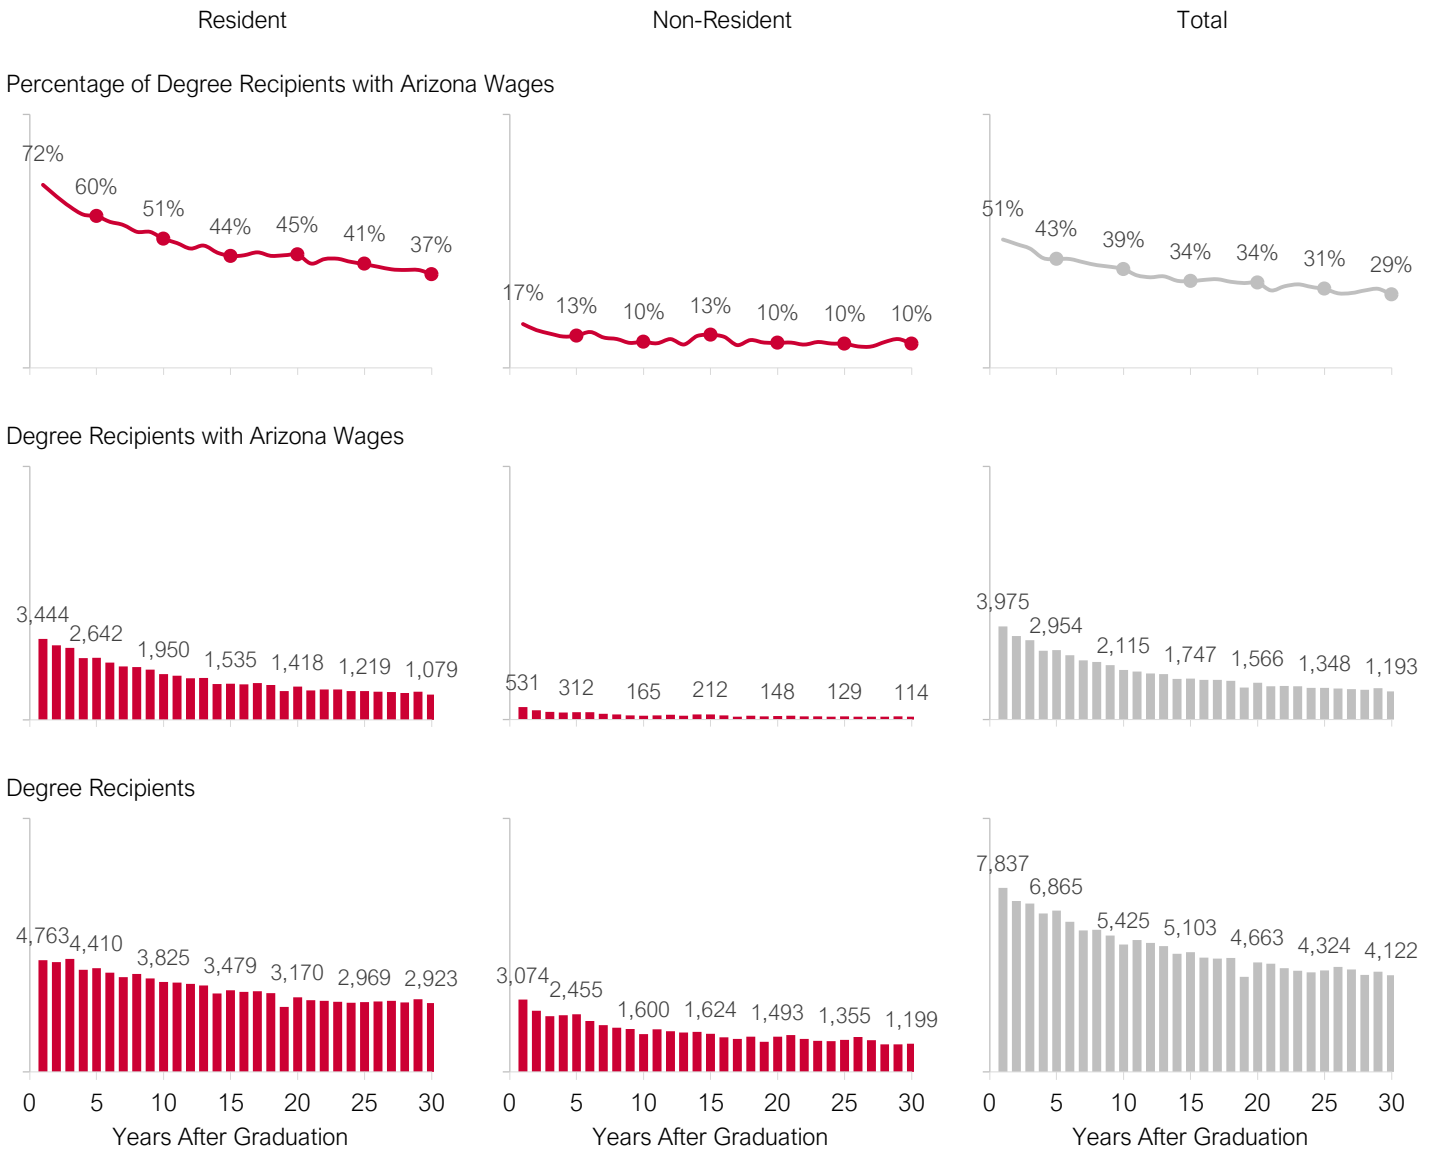 Resident Non-Resident Total
Percentage of Degree Recipients with Arizona Wages
72% 60% 51% 44% 45% 41% 37%
17% 13% 10% 13% 10% 10% 10%
51% 43% 39% 34% 34% 31% 29%
Degree Recipients with Arizona Wages
3,444 2,642 1,950 1,535 1,418 1,219 1,079
531 312 165 212 148 129 114
3,975 2,954 2,115 1,747 1,566 1,348 1,193
Degree Recipients
4,763 4,410 3,825 3,479 3,170 2,969 2,923
3,074 2,455 1,600 1,624 1,493 1,355 1,199
7,837 6,865 5,425 5,103 4,663 4,324 4,122
0 5 10 15 20 25 30
0 5 10 15 20 25 30
0 5 10 15 20 25 30
Years After Graduation Years After Graduation Years After Graduation